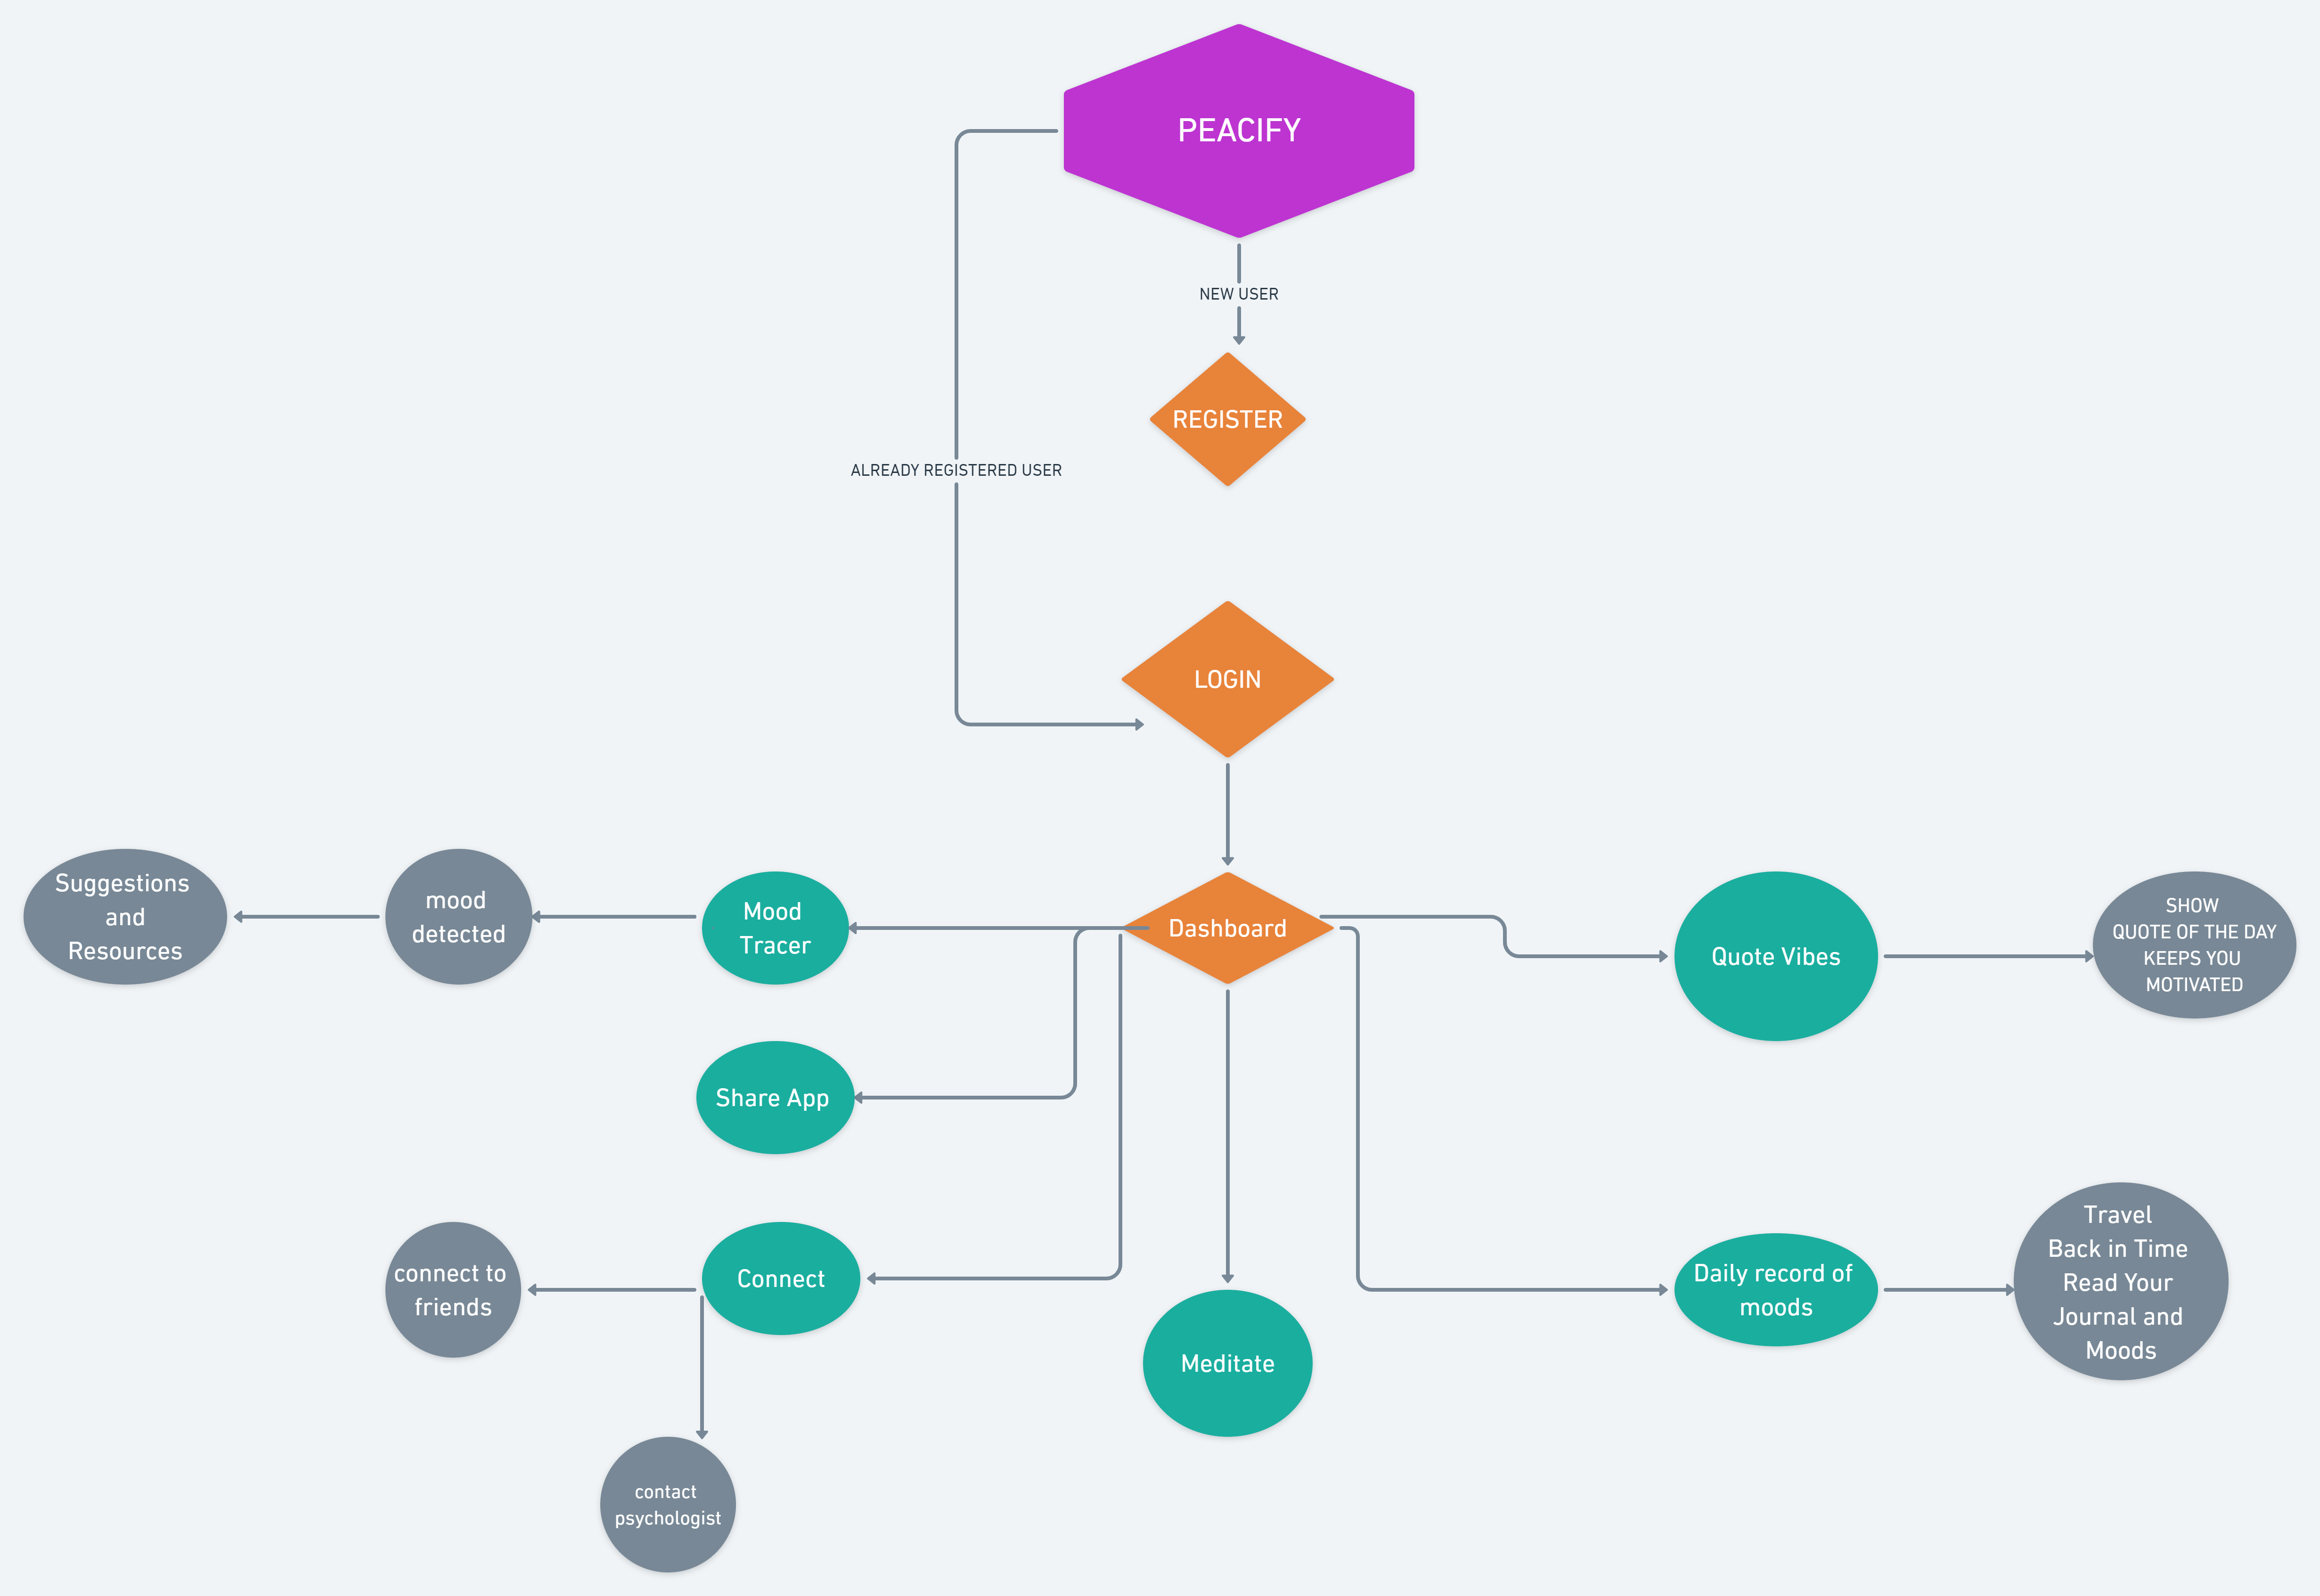 PEACIFY
NEW USER
REGISTER
ALREADY REGISTERED USER
LOGIN
Suggestions
and
Resources
mood
detected
Mood
Tracer
Dashboard
Quote Vibes
SHOW
QUOTE OF THE DAY
KEEPS YOU
MOTIVATED
Share App
connect to
friends
Connect
Meditate
Daily record of
moods
Travel
Back in Time
Read Your
Journal and
Moods
contact
psychologist